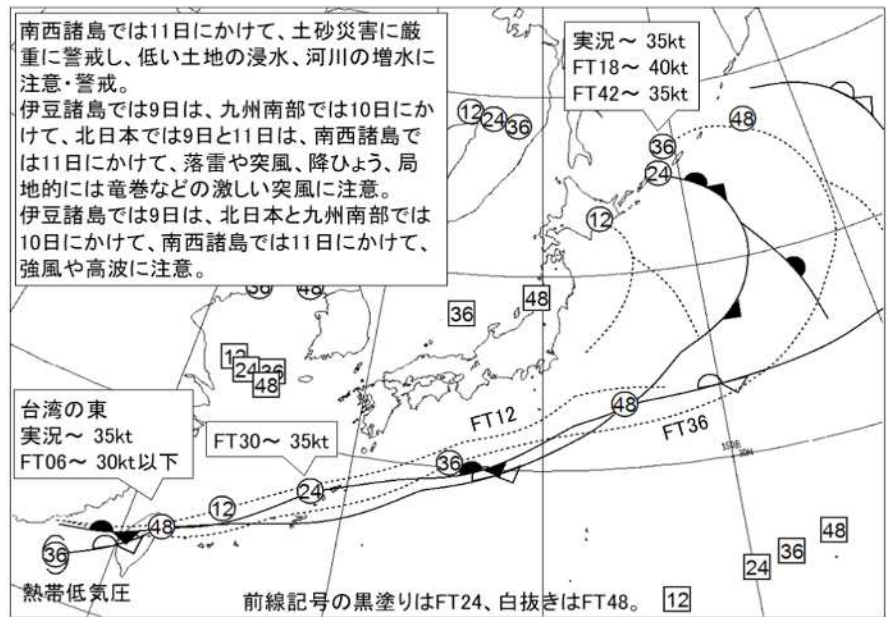 南西諸島では11日にかけて、土砂災害に厳
重に警戒し、低い土地の浸水、河川の増水に
注意・警戒。
伊豆諸島では9日は、九州南部では10日にか
けて、北日本では9日と11日は、南西諸島で
は11日にかけて、落雷や突風、降ひょう、局
地的には竜巻などの激しい突風に注意。
伊豆諸島では9日は、北日本と九州南部では
10日にかけて、南西諸島では11日にかけて、
強風や高波に注意。
実況～ 35kt
FT18～ 40kt
FT42～ 35kt
12
24
36
48
36
24
12
36
48
36
48
12
24
36
48
台湾の東
実況～ 35kt
FT06～ 30kt以下
FT30～ 35kt
FT12
48
FT36
36
24
12
48
36
熱帯低気圧
48
36
24
12
前線記号の黒塗りはFT24、白抜きはFT48。